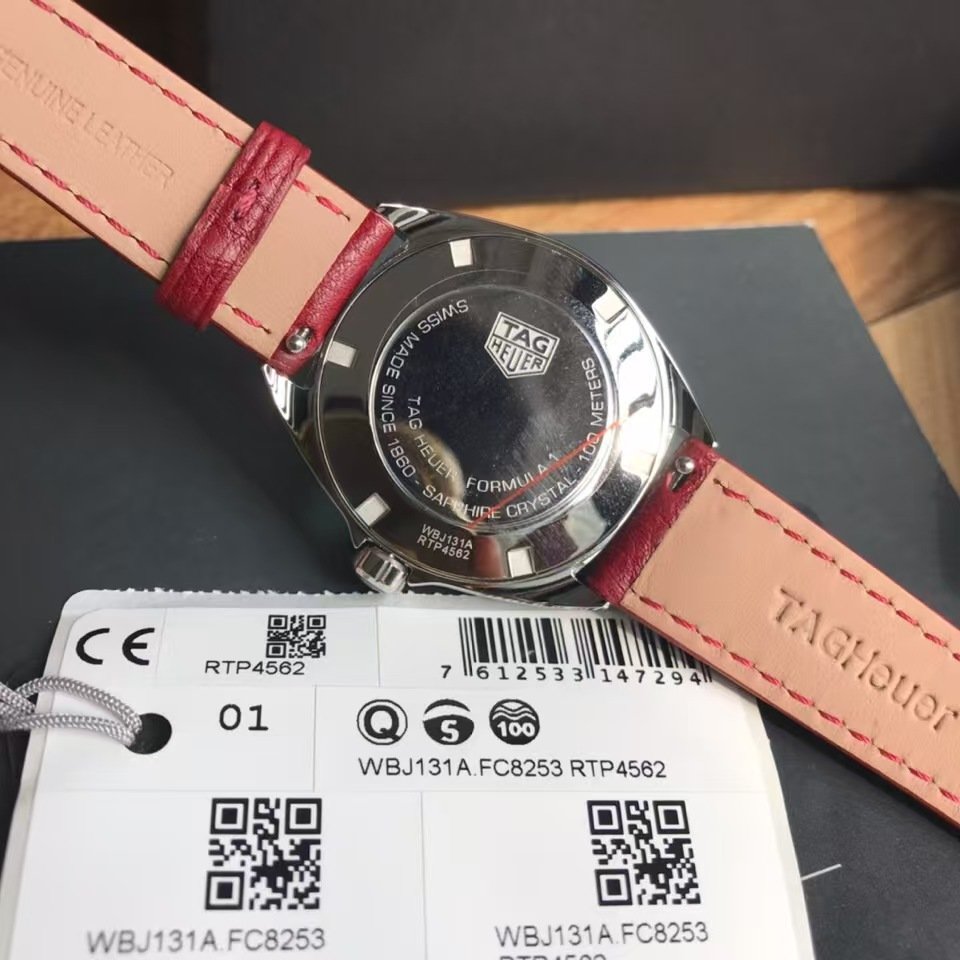 GENUINE LEATHER
TAG
HEUER
SWISS MADE SINCE 1860 - SAPPHIRE CRYSTAL - 100 METERS
TAG HEUER FORMULA 1
WBJ131A
RTP4562
TAGHeuer
CE
RTP4562
7 612533 147294
01
Q S 100
WBJ131A.FC8253 RTP4562
WBJ131A.FC8253
WBJ131A.FC8253
RTP4562